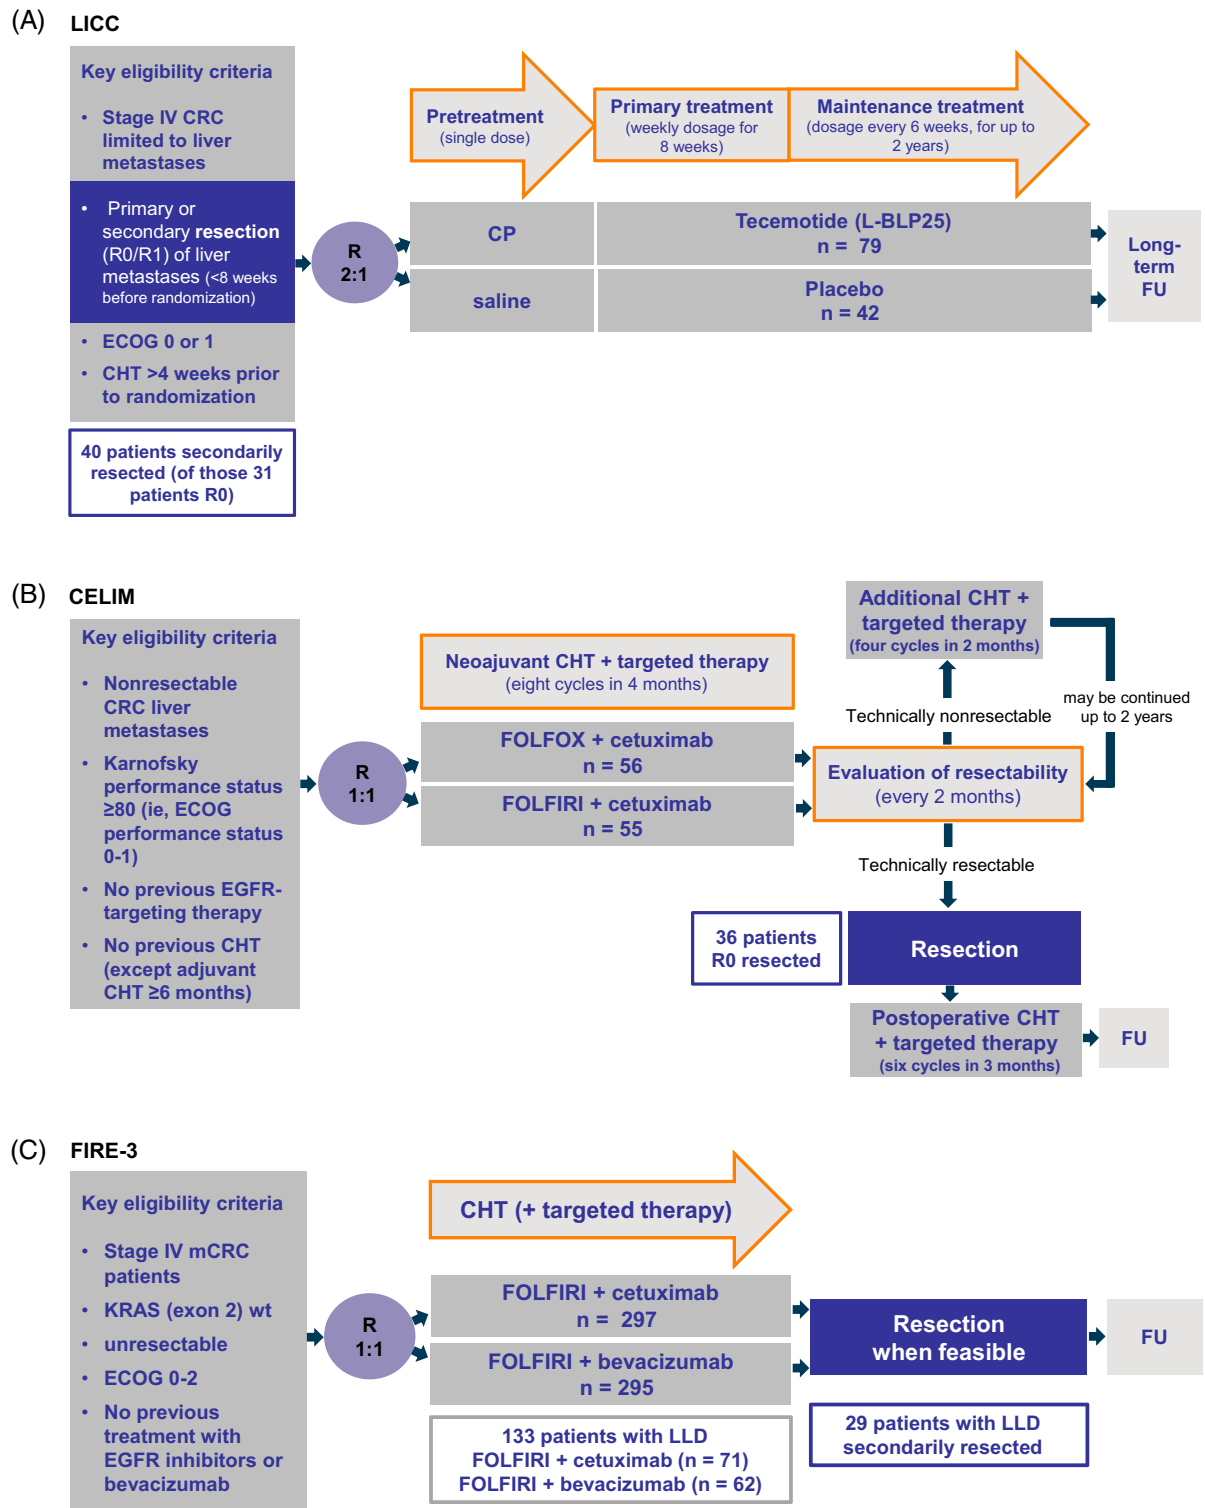 (A) LICC
Key eligibility criteria
• Stage IV CRC
limited to liver
metastases
• Primary or
secondary resection
(R0/R1) of liver
metastases (<8 weeks
before randomization)
• ECOG 0 or 1
• CHT >4 weeks prior
to randomization
40 patients secondarily
resected (of those 31
patients R0)
R
2:1
Pretreatment
(single dose)
Primary treatment
(weekly dosage for
8 weeks)
Maintenance treatment
(dosage every 6 weeks, for up to
2 years)
CP
Tecemotide (L-BLP25)
n = 79
saline
Placebo
n = 42
Long-
term
FU
(B) CELIM
Key eligibility criteria
• Nonresectable
CRC liver
metastases
• Karnofsky
performance status
≥80 (ie, ECOG
performance status
0-1)
• No previous EGFR-
targeting therapy
• No previous CHT
(except adjuvant
CHT ≥6 months)
R
1:1
Neoajuvant CHT + targeted therapy
(eight cycles in 4 months)
FOLFOX + cetuximab
n = 56
FOLFIRI + cetuximab
n = 55
Additional CHT +
targeted therapy
(four cycles in 2 months)
may be continued
up to 2 years
Technically nonresectable
Evaluation of resectability
(every 2 months)
Technically resectable
36 patients
R0 resected
Resection
Postoperative CHT
+ targeted therapy
(six cycles in 3 months)
FU
(C) FIRE-3
Key eligibility criteria
• Stage IV mCRC
patients
• KRAS (exon 2) wt
• unresectable
• ECOG 0-2
• No previous
treatment with
EGFR inhibitors or
bevacizumab
R
1:1
CHT (+ targeted therapy)
FOLFIRI + cetuximab
n = 297
FOLFIRI + bevacizumab
n = 295
133 patients with LLD
FOLFIRI + cetuximab (n = 71)
FOLFIRI + bevacizumab (n = 62)
Resection
when feasible
29 patients with LLD
secondarily resected
FU